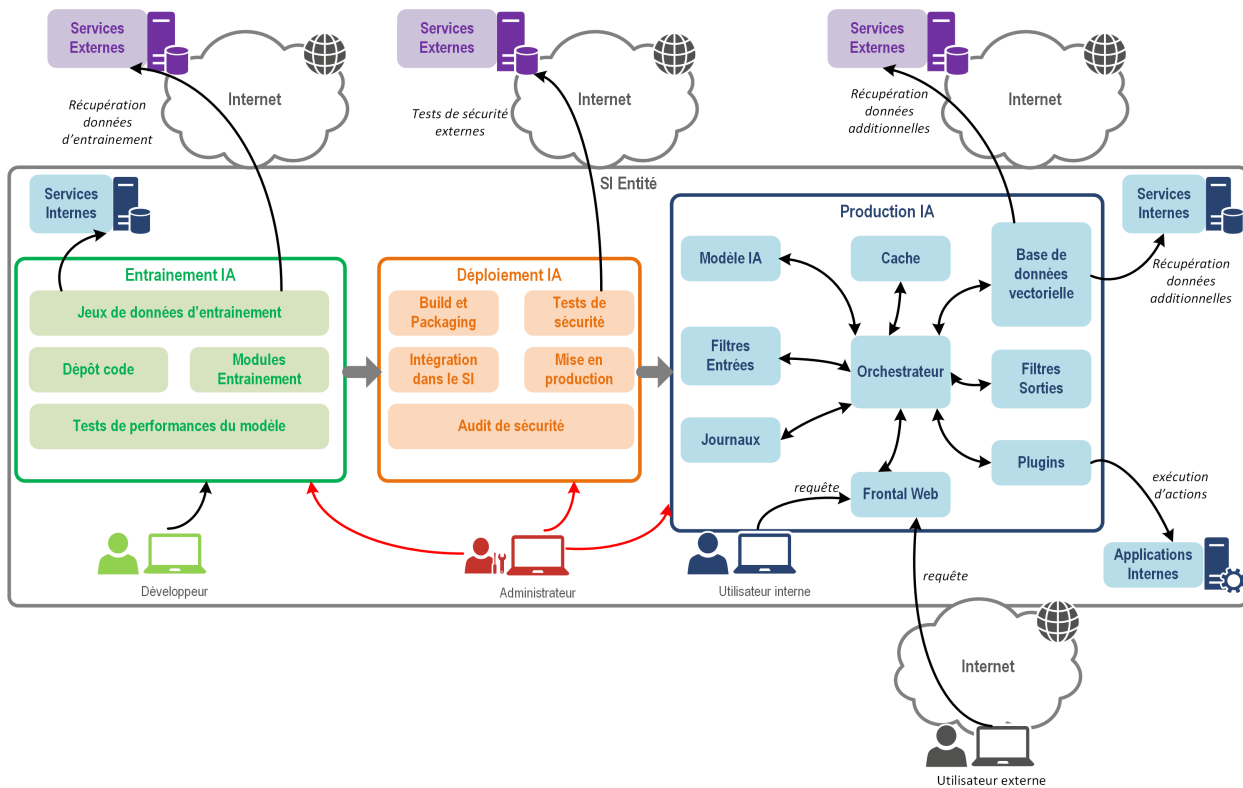 Services
Externes
Internet
Récupération
données
d'entrainement
Services
Externes
Internet
Tests de sécurité
externes
Services
Externes
Internet
Récupération
données
additionnelles
SI Entité
Services
Internes
Entrainement IA
Jeux de données d'entrainement
Dépôt code
Modules
Entrainement
Tests de performances du modèle
Déploiement IA
Build et
Packaging
Tests de
sécurité
Intégration
dans le SI
Mise en
production
Audit de sécurité
Production IA
Modèle IA
Cache
Base de
données
vectorielle
Filtres
Entrées
Orchestrateur
Filtres
Sorties
Journaux
Plugins
Frontal Web
Services
Internes
Récupération
données
additionnelles
exécution
d'actions
Applications
Internes
requête
Développeur
Administrateur
Utilisateur interne
requête
Internet
Utilisateur externe